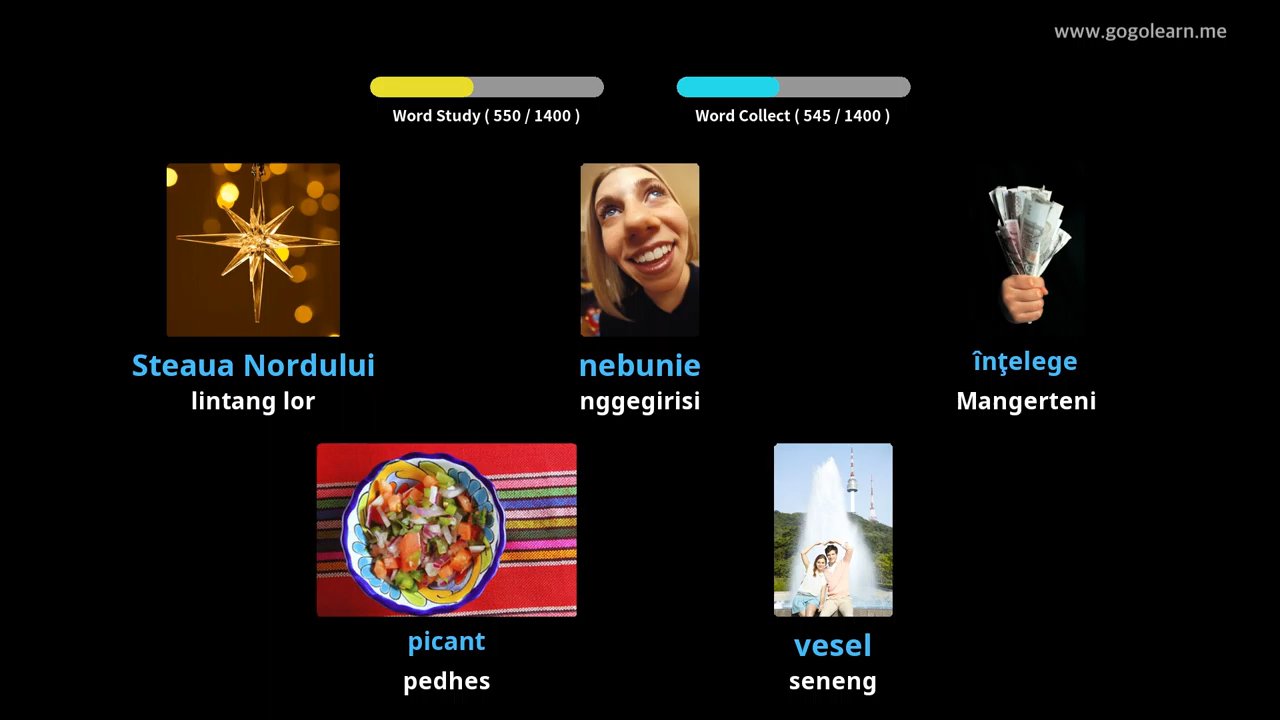 www.gogolearn.me
Word Study ( 550 / 1400 )
Word Collect ( 545 / 1400 )
Steaua Nordului
lintang lor
nebunie
nggegirisi
înţelege
Mangerteni
picant
pedhes
vesel
seneng